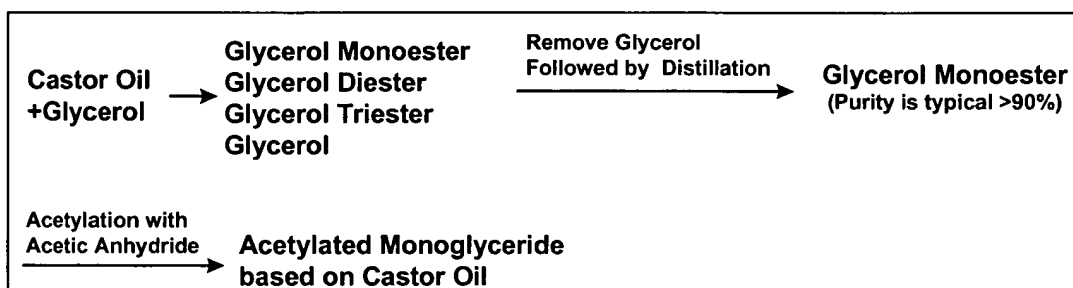 Castor Oil
+Glycerol
Glycerol Monoester
Glycerol Diester
Glycerol Triester
Glycerol
Remove Glycerol
Followed by Distillation
Glycerol Monoester
(Purity is typical >90%)
Acetylation with
Acetic Anhydride
Acetylated Monoglyceride
based on Castor Oil